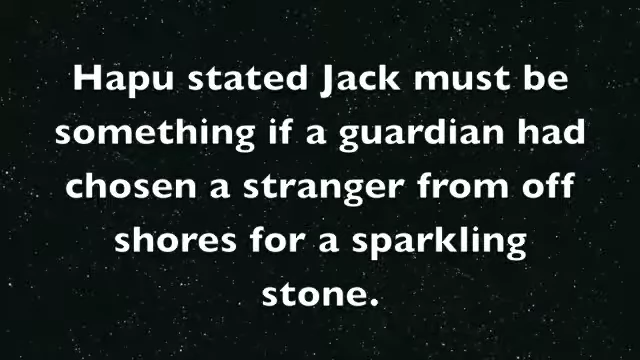 Hapu stated Jack must be
something if a guardian had
chosen a stranger from off
shores for a sparkling
stone.